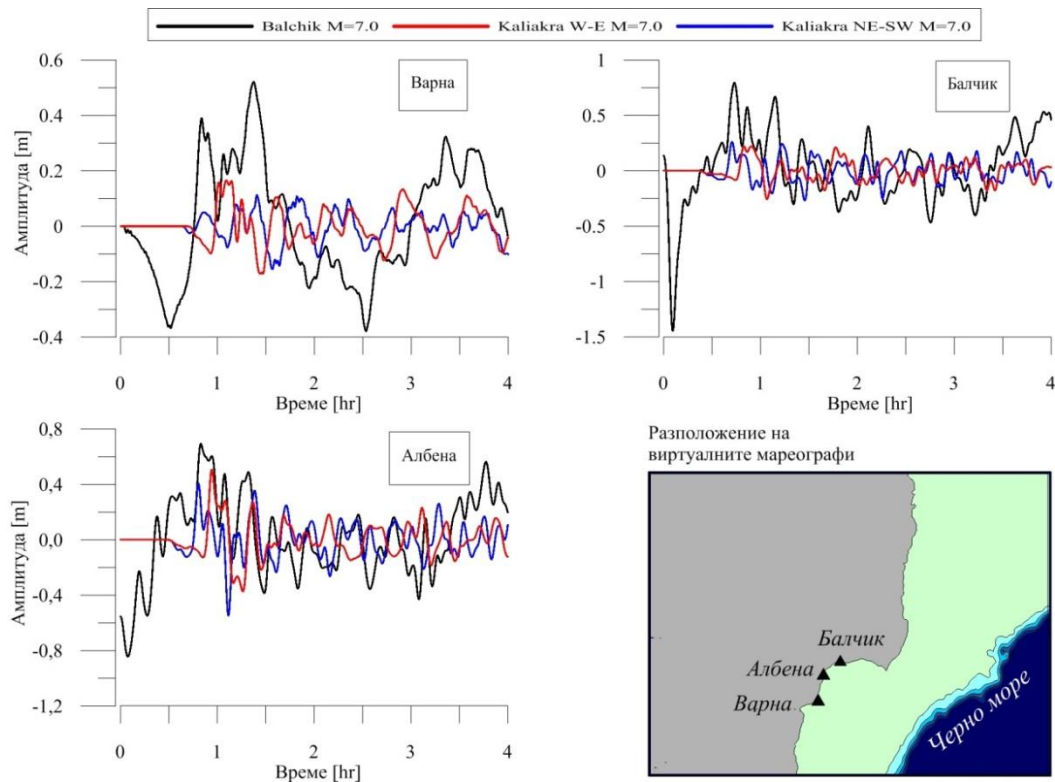 Balchik M=7.0 Kaliakra W-E M=7.0 Kaliakra NE-SW M=7.0
Варна
Амплитуда [m]
0.6
0.4
0.2
0
-0.2
-0.4
0 1 2 3 4
Време [hr]
Балчик
Амплитуда [m]
1
0.5
0
-0.5
-1
-1.5
0 1 2 3 4
Време [hr]
Албена
Амплитуда [m]
0,8
0,4
0,0
-0,4
-0,8
-1,2
0 1 2 3 4
Време [hr]
Разположение на
виртуалните мареографи
Балчик
Албена
Варна
Черно море